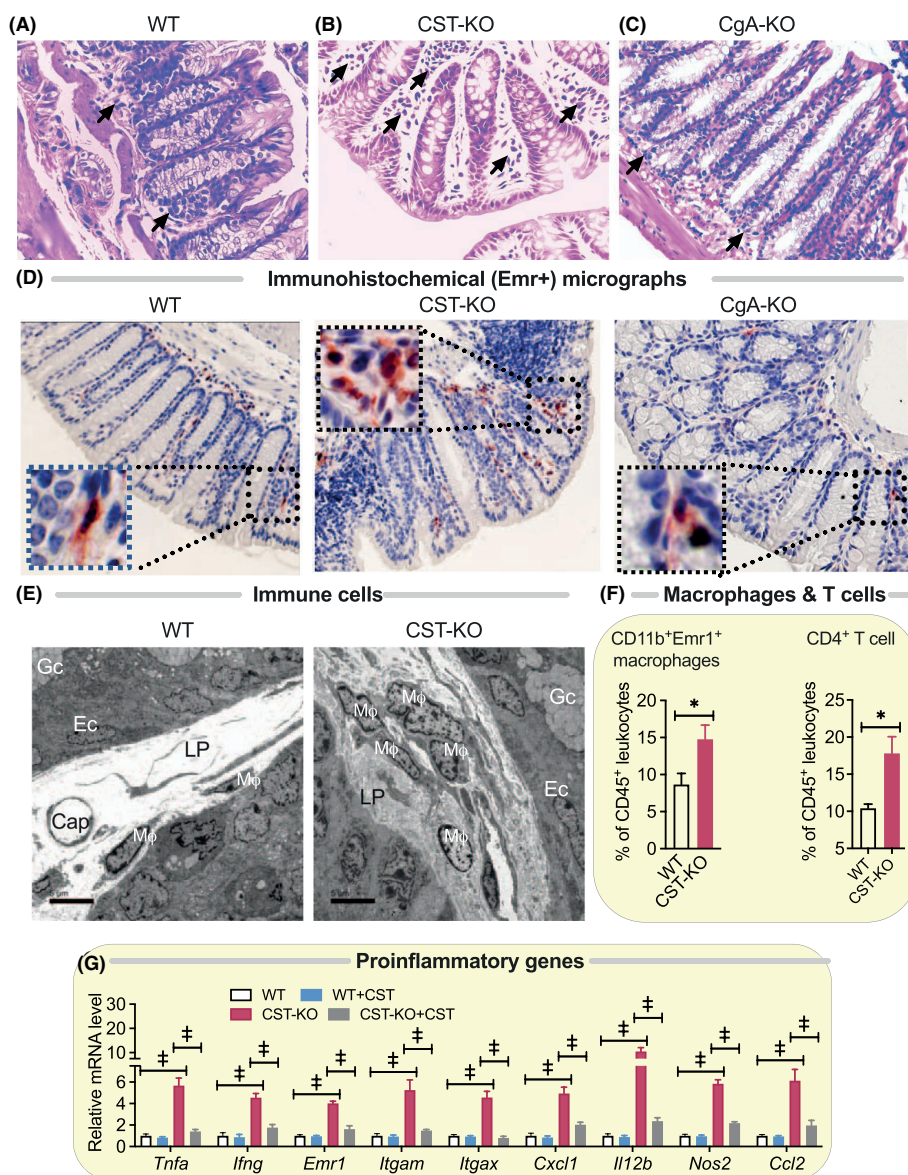 (A) WT
(B) CST-KO
(C) CgA-KO
(D) Immunohistochemical (Emr+) micrographs
WT CST-KO CgA-KO
(E) Immune cells
WT CST-KO
Gc
Ec
LP
Mϕ
Cap
Mϕ
5 µm
Mϕ
Mϕ
Gc
Mϕ
Mϕ
Ec
LP
Mϕ
(F) Macrophages & T cells
CD11b⁺Emr1⁺
macrophages
CD4⁺ T cell
% of CD45⁺ leukocytes
20
15
10
5
0
*
WT
CST-KO
% of CD45⁺ leukocytes
25
20
15
10
5
0
*
WT
CST-KO
(G) Proinflammatory genes
WT WT+CST
CST-KO CST-KO+CST
Relative mRNA level
30
20
10
6
4
2
0
‡ ‡ ‡ ‡ ‡ ‡ ‡ ‡ ‡
‡ ‡ ‡ ‡ ‡ ‡ ‡ ‡ ‡
Tnfa Ifng Emr1 Itgam Itgax Cxcl1 Il12b Nos2 Ccl2